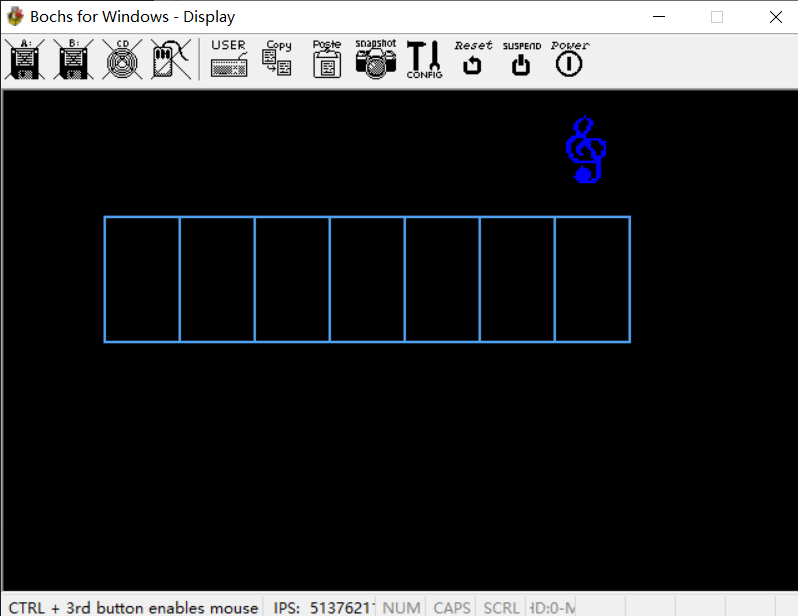 Bochs for Windows - Display
A: B: CD USER Copy Paste snapshot CONFIG Reset SUSPEND Power
CTRL + 3rd button enables mouse IPS: 5137621 NUM CAPS SCRL